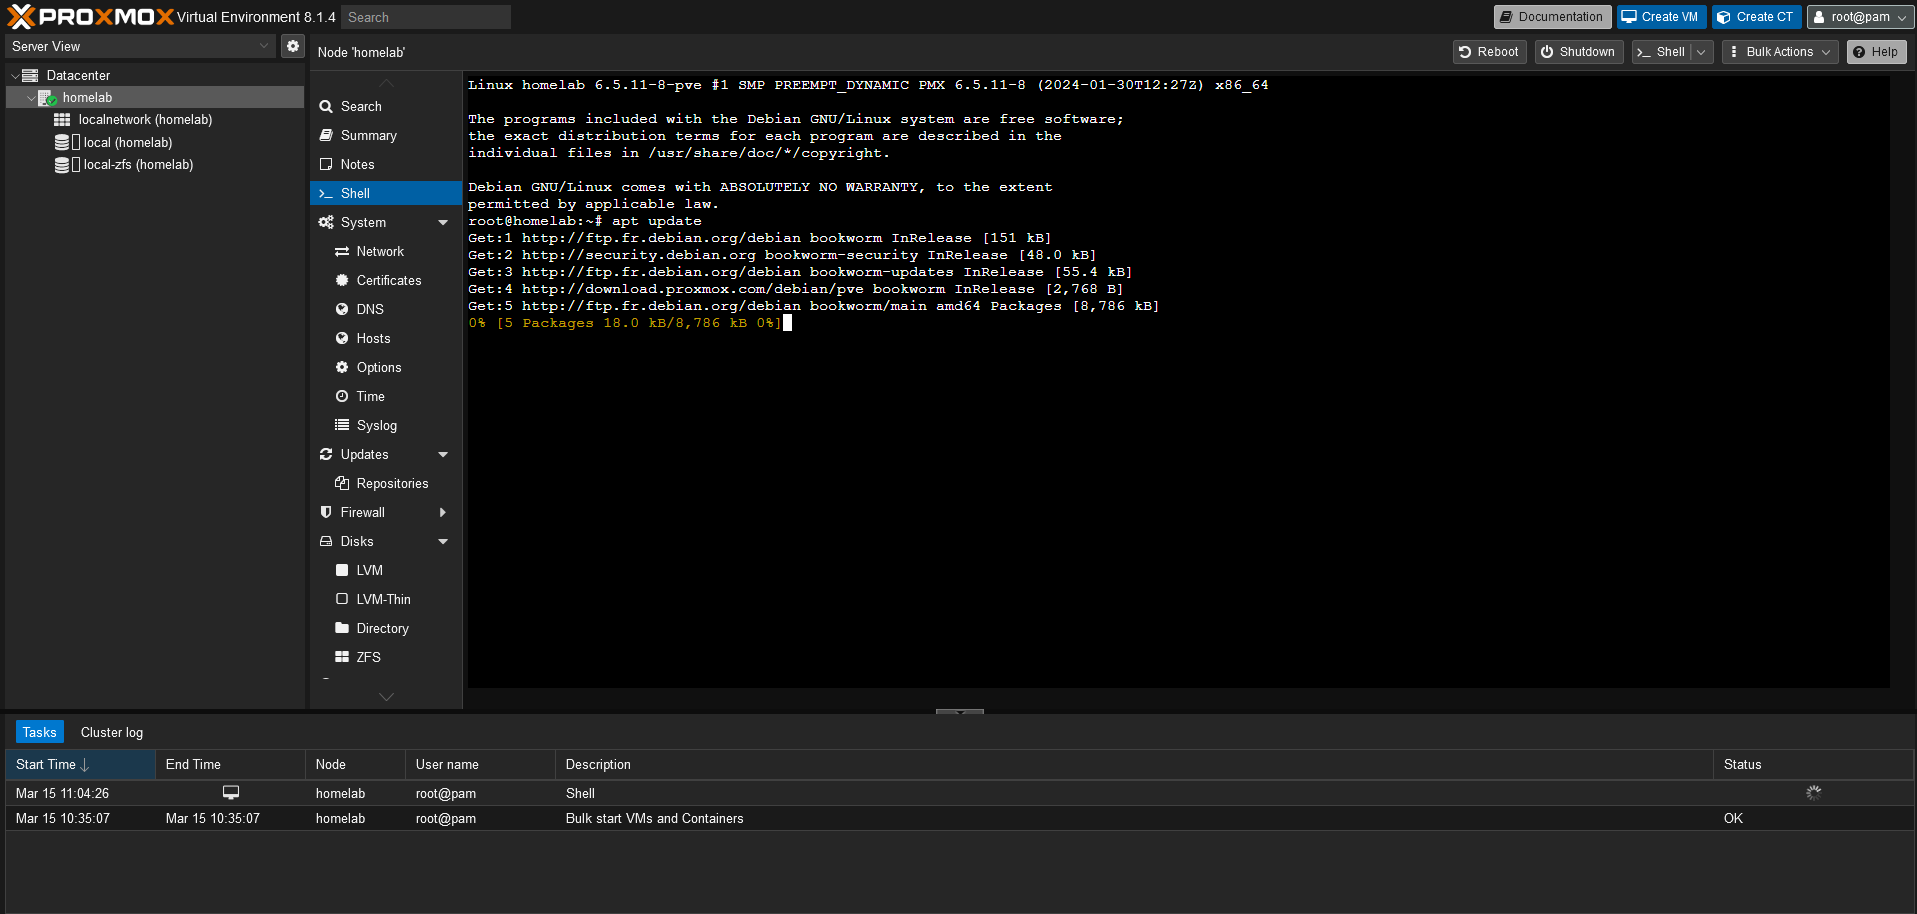 PROXMOX Virtual Environment 8.1.4 Search Documentation Create VM Create CT root@pam
Server View
Datacenter
homelab
localnetwork (homelab)
local (homelab)
local-zfs (homelab)
Node 'homelab' Reboot Shutdown Shell Bulk Actions Help
Search
Summary
Notes
Shell
System
Network
Certificates
DNS
Hosts
Options
Time
Syslog
Updates
Repositories
Firewall
Disks
LVM
LVM-Thin
Directory
ZFS
Linux homelab 6.5.11-8-pve #1 SMP PREEMPT_DYNAMIC PMX 6.5.11-8 (2024-01-30T12:27Z) x86_64
The programs included with the Debian GNU/Linux system are free software;
the exact distribution terms for each program are described in the
individual files in /usr/share/doc/*/copyright.
Debian GNU/Linux comes with ABSOLUTELY NO WARRANTY, to the extent
permitted by applicable law.
root@homelab:~# apt update
Get:1 http://ftp.fr.debian.org/debian bookworm InRelease [151 kB]
Get:2 http://security.debian.org bookworm-security InRelease [48.0 kB]
Get:3 http://ftp.fr.debian.org/debian bookworm-updates InRelease [55.4 kB]
Get:4 http://download.proxmox.com/debian/pve bookworm InRelease [2,768 B]
Get:5 http://ftp.fr.debian.org/debian bookworm/main amd64 Packages [8,786 kB]
0% [5 Packages 18.0 kB/8,786 kB 0%]
Tasks Cluster log
Start Time End Time Node User name Description Status
Mar 15 11:04:26 homelab root@pam Shell
Mar 15 10:35:07 Mar 15 10:35:07 homelab root@pam Bulk start VMs and Containers OK